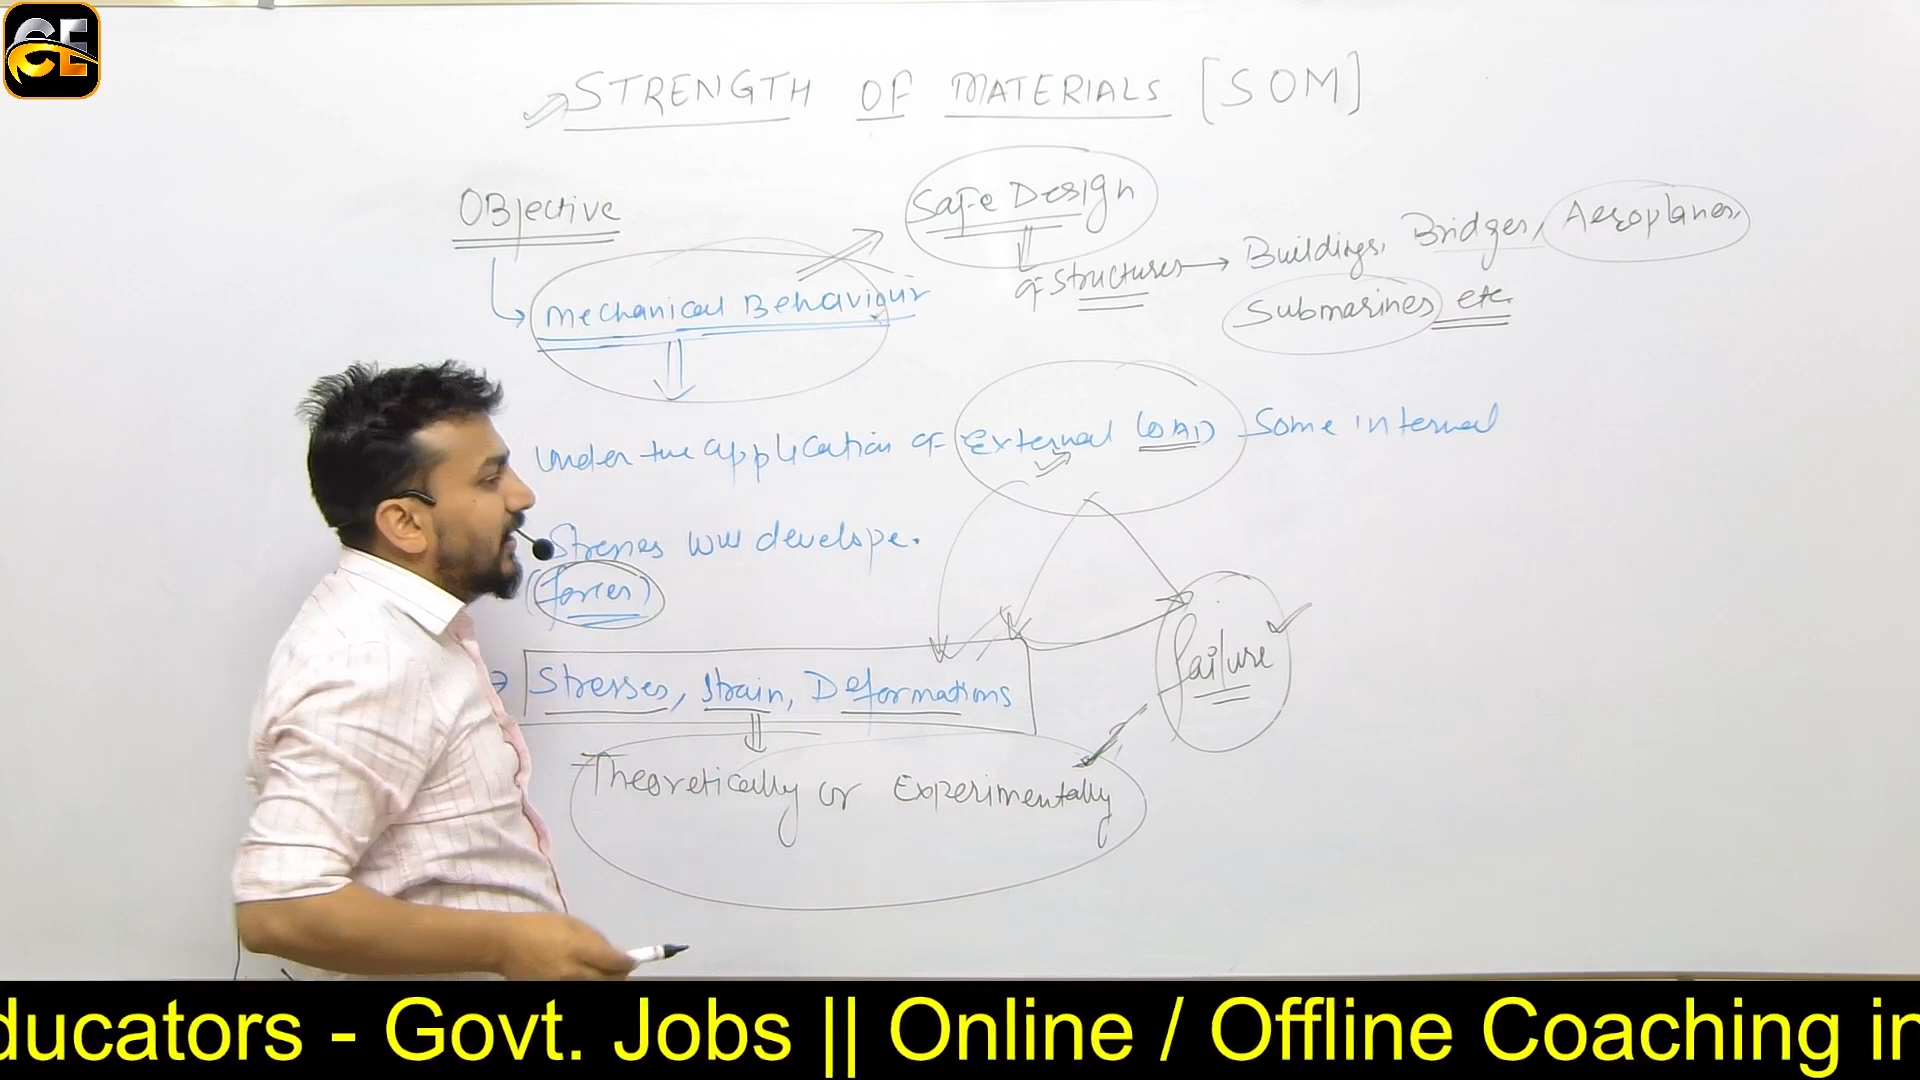 CE
STRENGTH OF MATERIALS [SOM]
Objective
Safe Design
of structures → Buildings, Bridges, Aeroplanes,
Submarines etc.
Mechanical Behaviour
Under the application of External LOAD Some internal
Stresses will develope.
(forces)
Stresses, Strain, Deformations
failure
Theoretically or Experimentally
ducators - Govt. Jobs || Online / Offline Coaching in